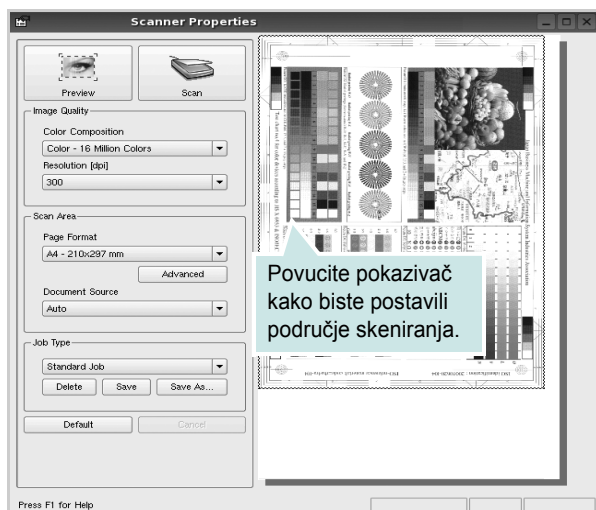 Scanner Properties
Preview
Scan
Image Quality
Color Composition
Color - 16 Million Colors
Resolution [dpi]
300
Scan Area
Page Format
A4 - 210x297 mm
Advanced
Document Source
Auto
Job Type
Standard Job
Delete
Save
Save As...
Default
Cancel
Press F1 for Help
Povucite pokazivač
kako biste postavili
područje skeniranja.